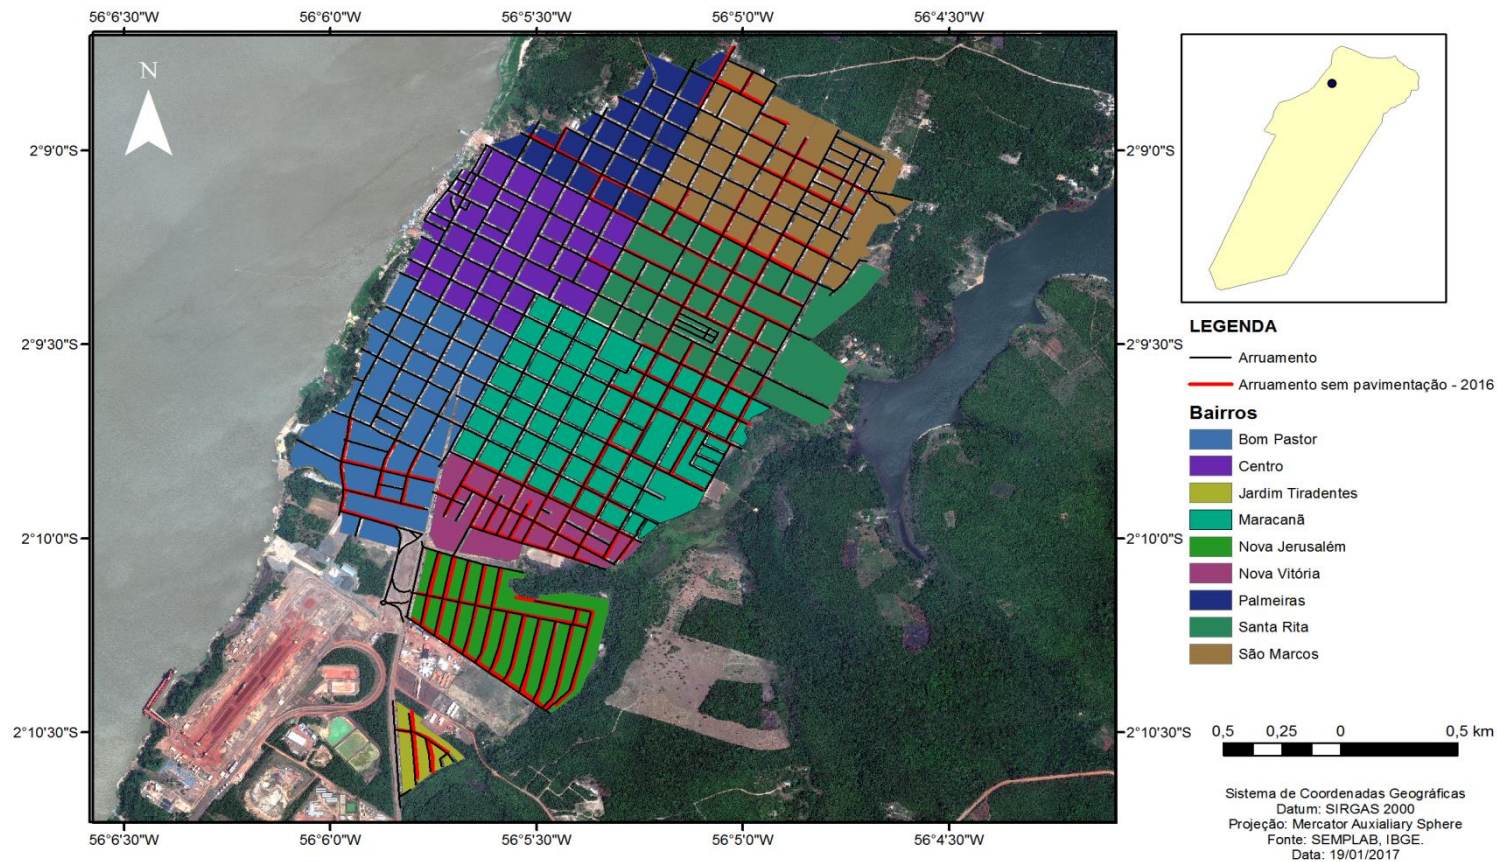 56°6'30"W 56°6'0"W 56°5'30"W 56°5'0"W 56°4'30"W
N
2°9'0"S 2°9'0"S
2°9'30"S 2°9'30"S
2°10'0"S 2°10'0"S
2°10'30"S 2°10'30"S
56°6'30"W 56°6'0"W 56°5'30"W 56°5'0"W 56°4'30"W
LEGENDA
Arruamento
Arruamento sem pavimentação - 2016
Bairros
Bom Pastor
Centro
Jardim Tiradentes
Maracanã
Nova Jerusalém
Nova Vitória
Palmeiras
Santa Rita
São Marcos
0,5 0,25 0 0,5 km
Sistema de Coordenadas Geográficas
Datum: SIRGAS 2000
Projeção: Mercator Auxialiary Sphere
Fonte: SEMPLAB, IBGE.
Data: 19/01/2017